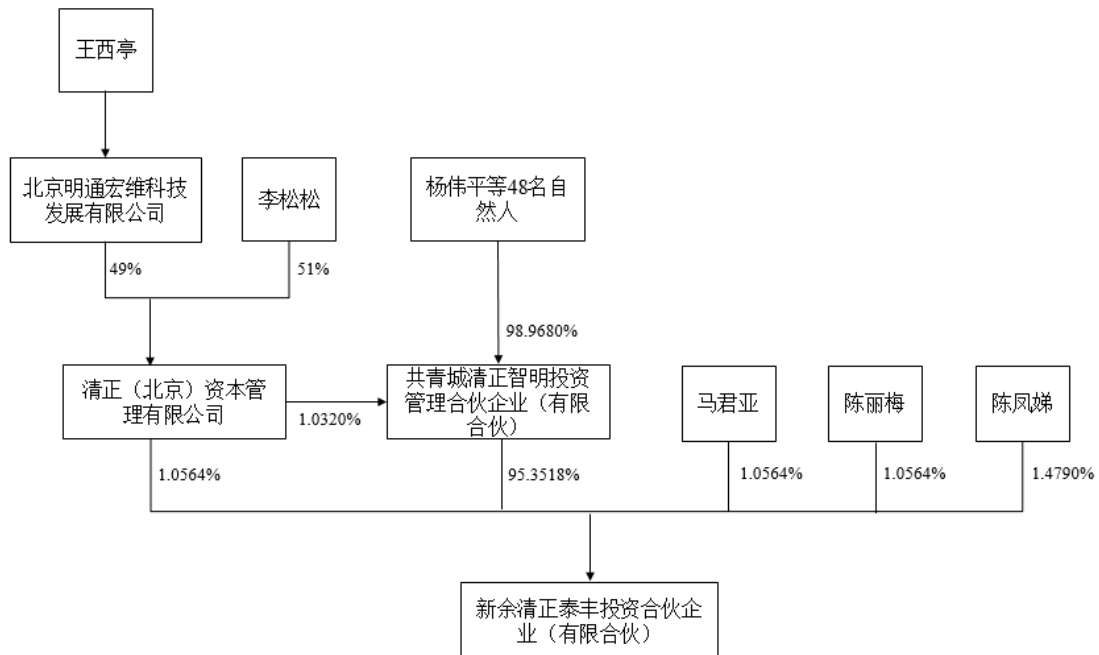 王西亭
北京明通宏维科技
发展有限公司
李松松
杨伟平等48名自
然人
49%
51%
98.9680%
清正（北京）资本管
理有限公司
1.0320%
共青城清正智明投资
管理合伙企业（有限
合伙）
马君亚
陈丽梅
陈凤娣
1.0564%
95.3518%
1.0564%
1.0564%
1.4790%
新余清正泰丰投资合伙企
业（有限合伙）